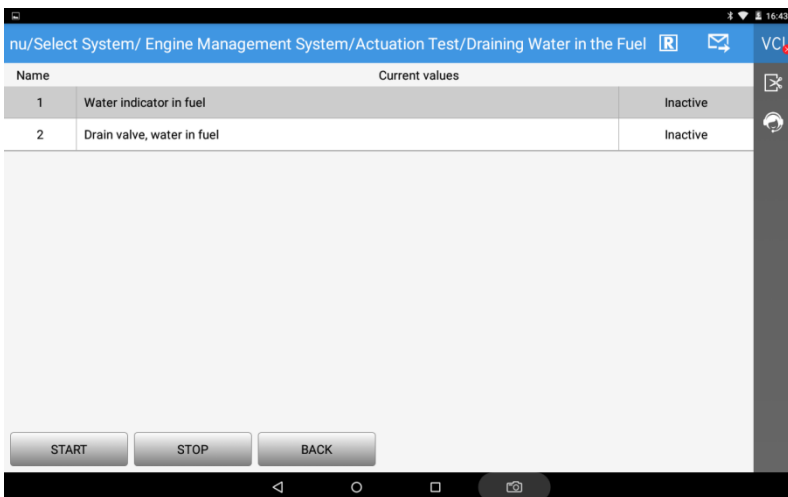 16:43
nu/Select System/ Engine Management System/Actuation Test/Draining Water in the Fuel R VCI
Name Current values
1 Water indicator in fuel Inactive
2 Drain valve, water in fuel Inactive
START STOP BACK